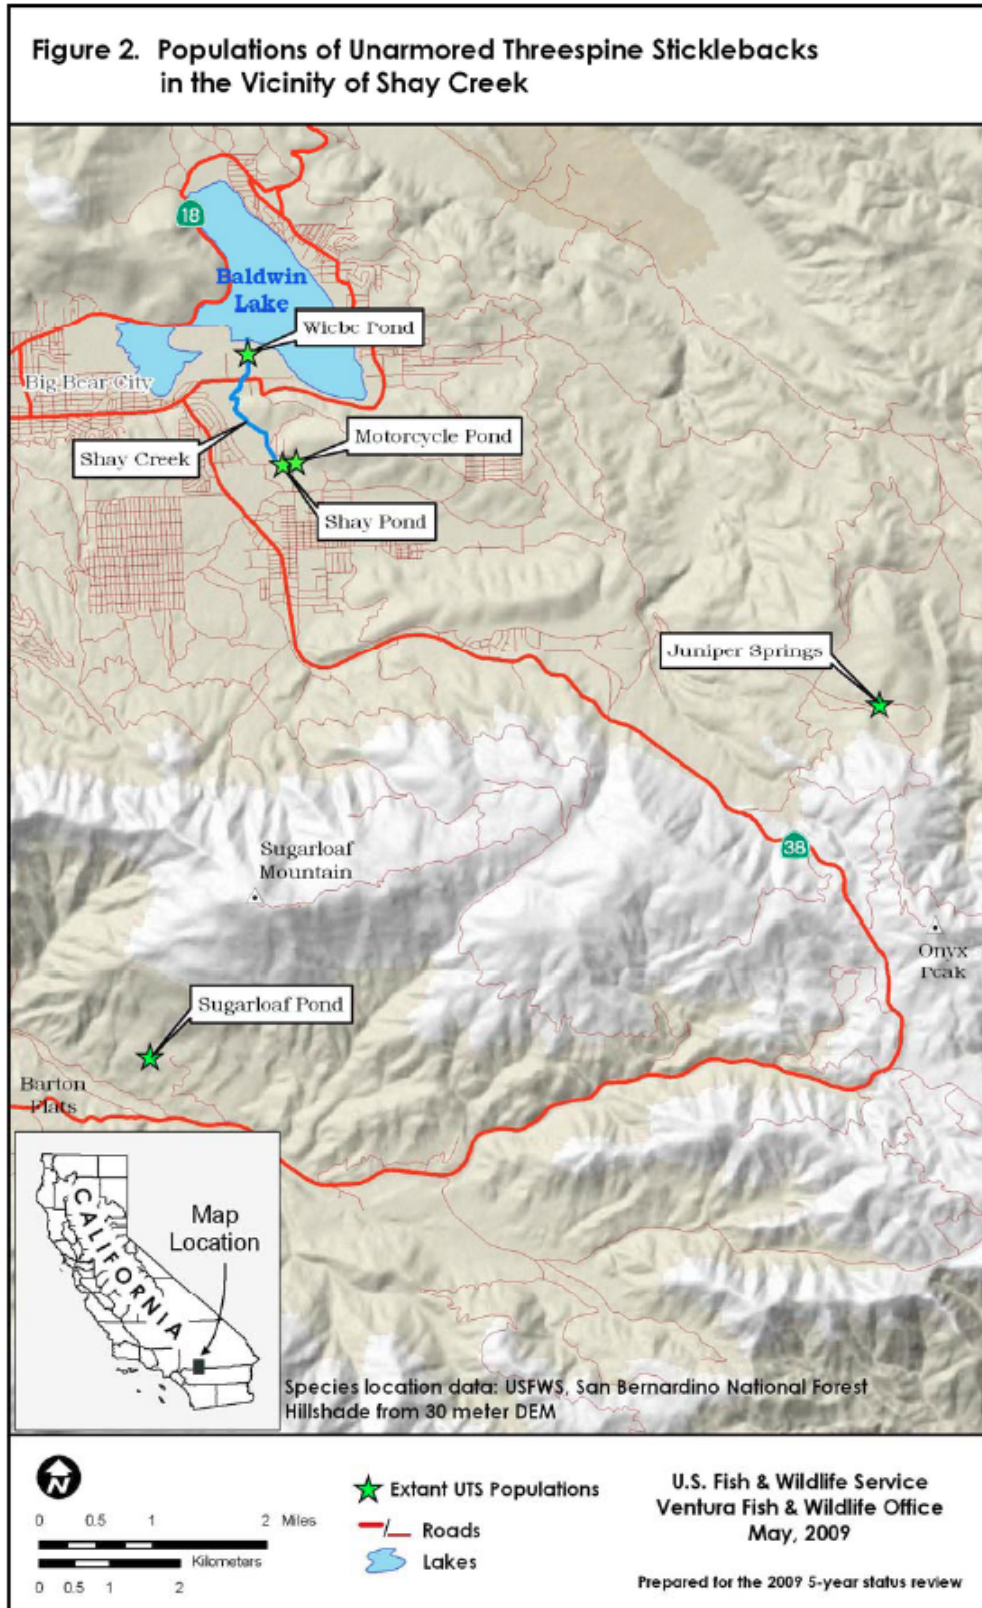 Figure 2. Populations of Unarmored Threespine Sticklebacks
in the Vicinity of Shay Creek
18
Baldwin
Lake
Wiebe Pond
Big Bear City
Motorcycle Pond
Shay Creek
Shay Pond
Juniper Springs
38
Sugarloaf
Mountain
Onyx
Peak
Sugarloaf Pond
Barton
Flats
CALIFORNIA
Map
Location
Species location data: USFWS, San Bernardino National Forest
Hillshade from 30 meter DEM
N
0 0.5 1 2 Miles
Kilometers
0 0.5 1 2
Extant UTS Populations
Roads
Lakes
U.S. Fish & Wildlife Service
Ventura Fish & Wildlife Office
May, 2009
Prepared for the 2009 5-year status review